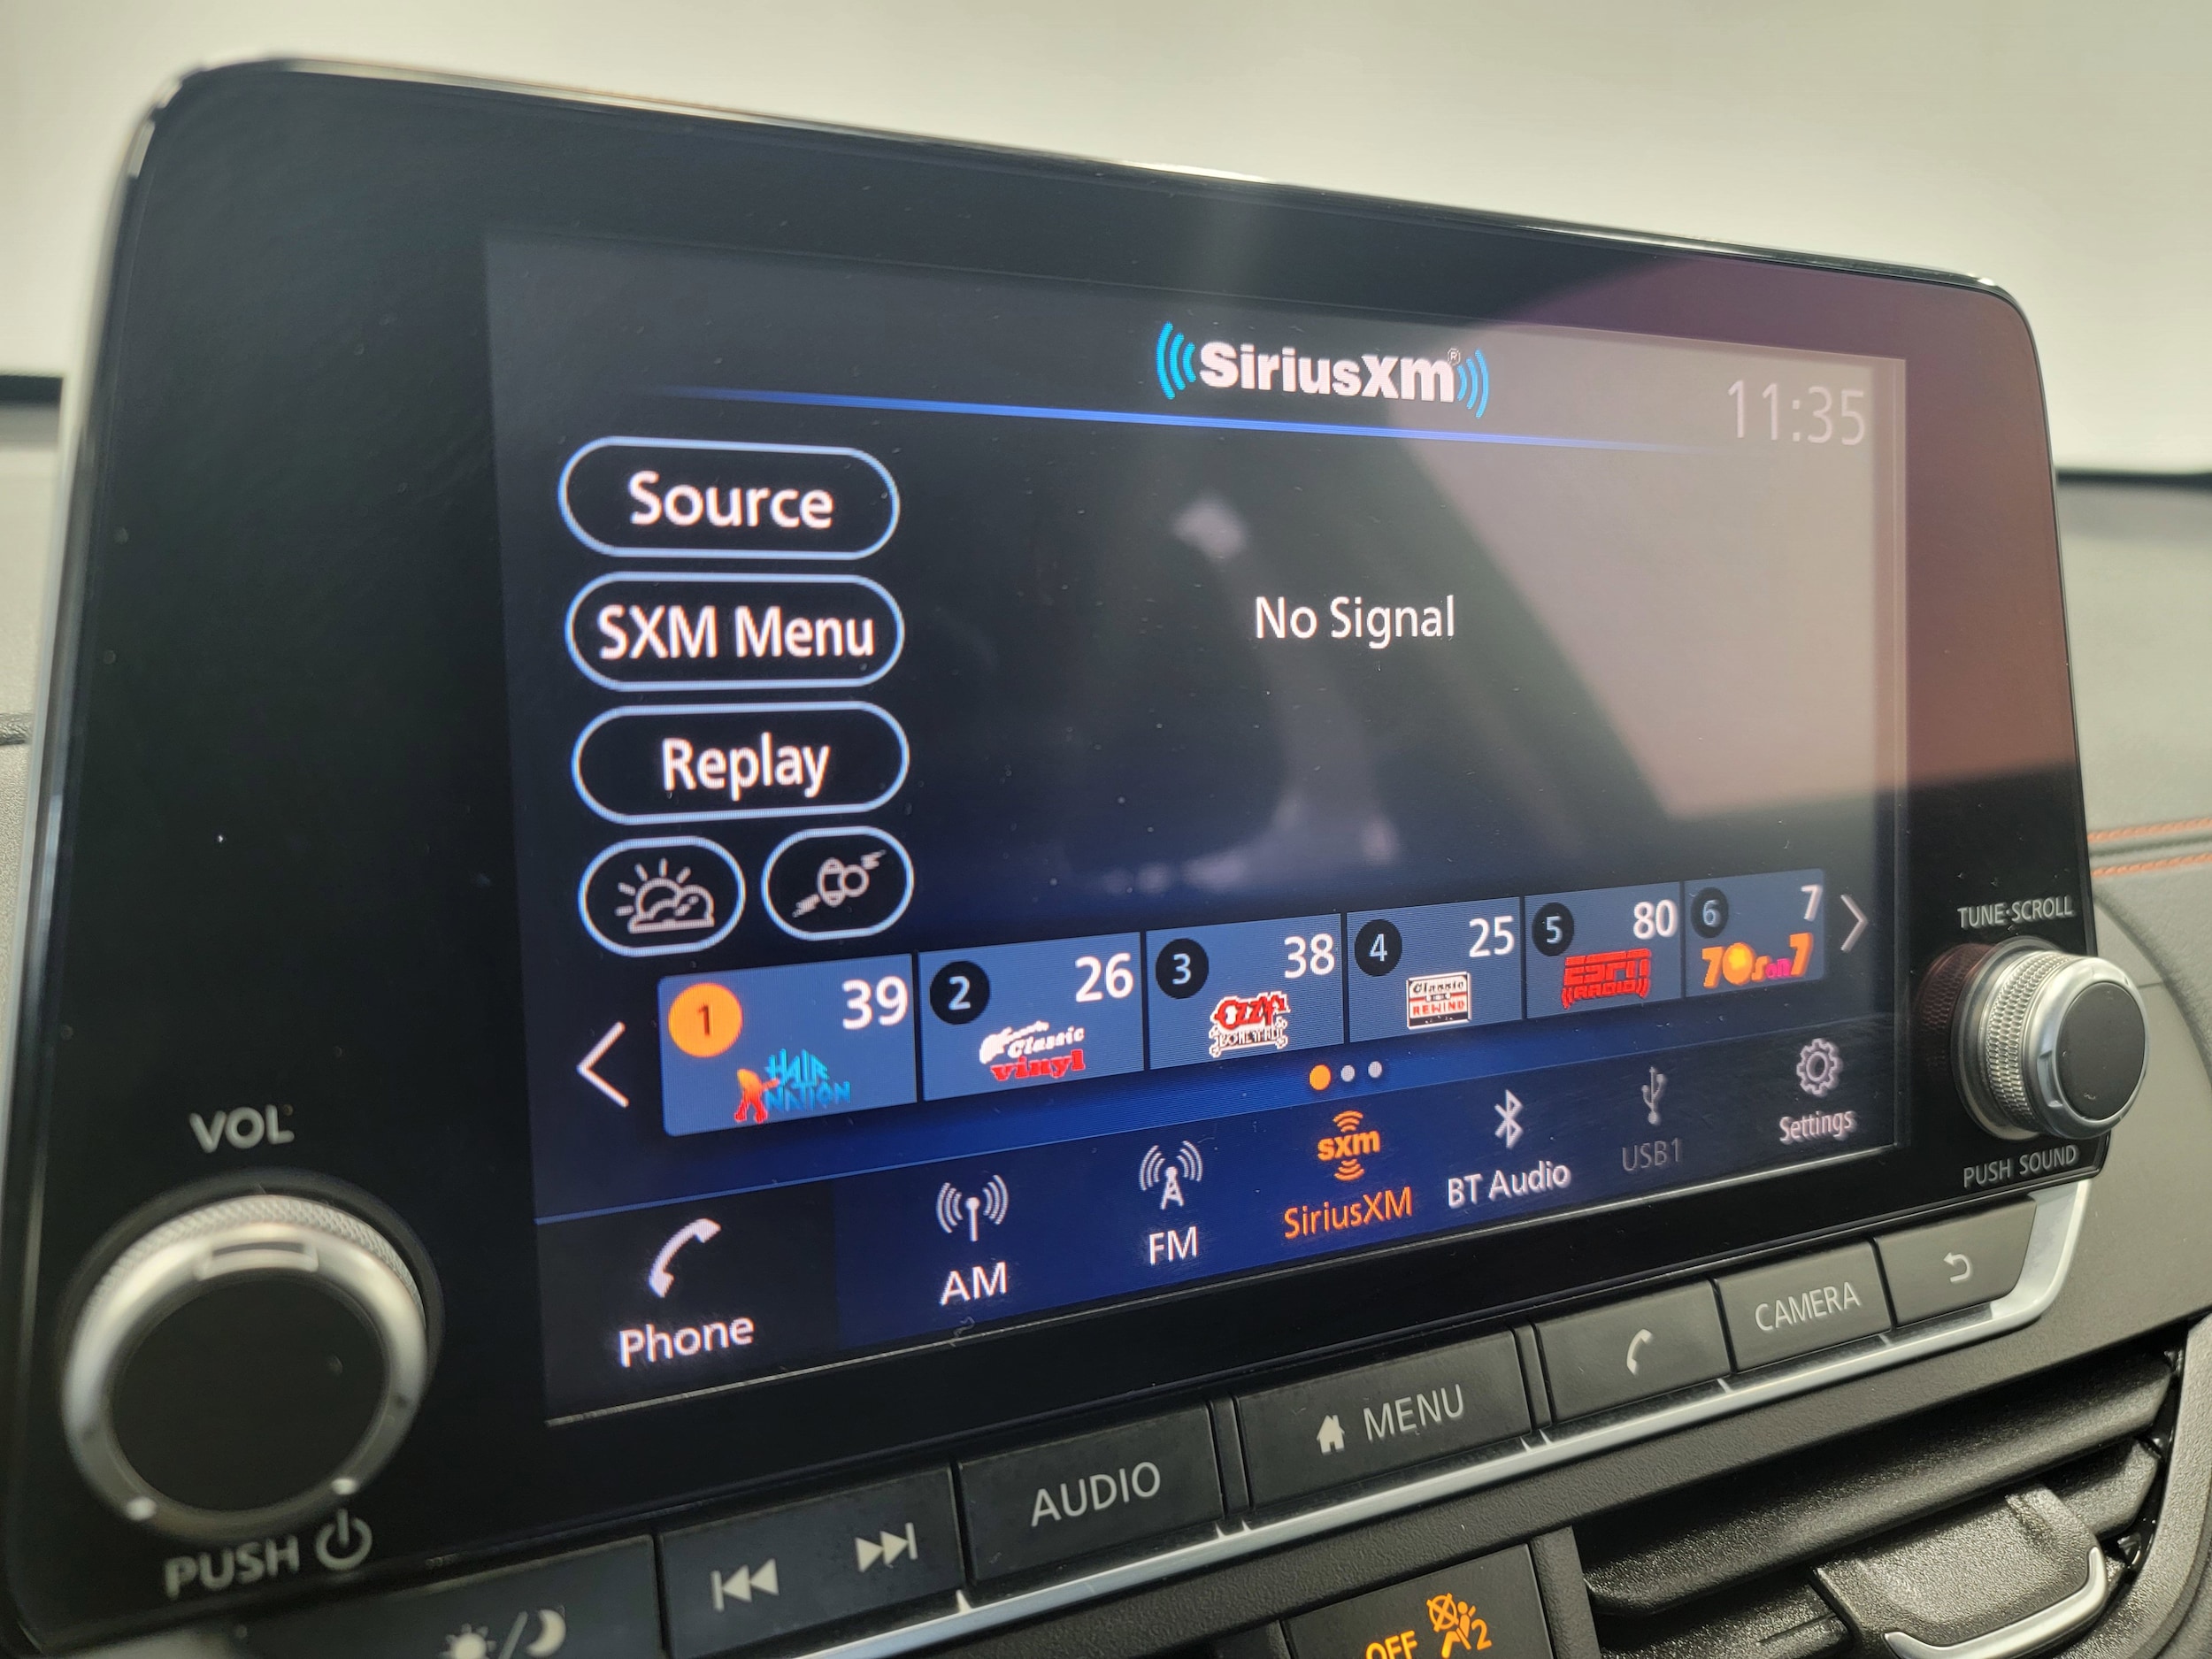 ((SiriusXM®))
11:35
Source
SXM Menu
No Signal
Replay
1 39
HAIR NATION
2 26
Classic vinyl
3 38
OZZY'S BONEYARD
4 25
Classic REWIND
5 80
ESPN RADIO
6 7
70s on 7
TUNE·SCROLL
PUSH SOUND
VOL
PUSH
Phone
AM
FM
sxm
SiriusXM
BT Audio
USB1
Settings
AUDIO
MENU
CAMERA
OFF 2